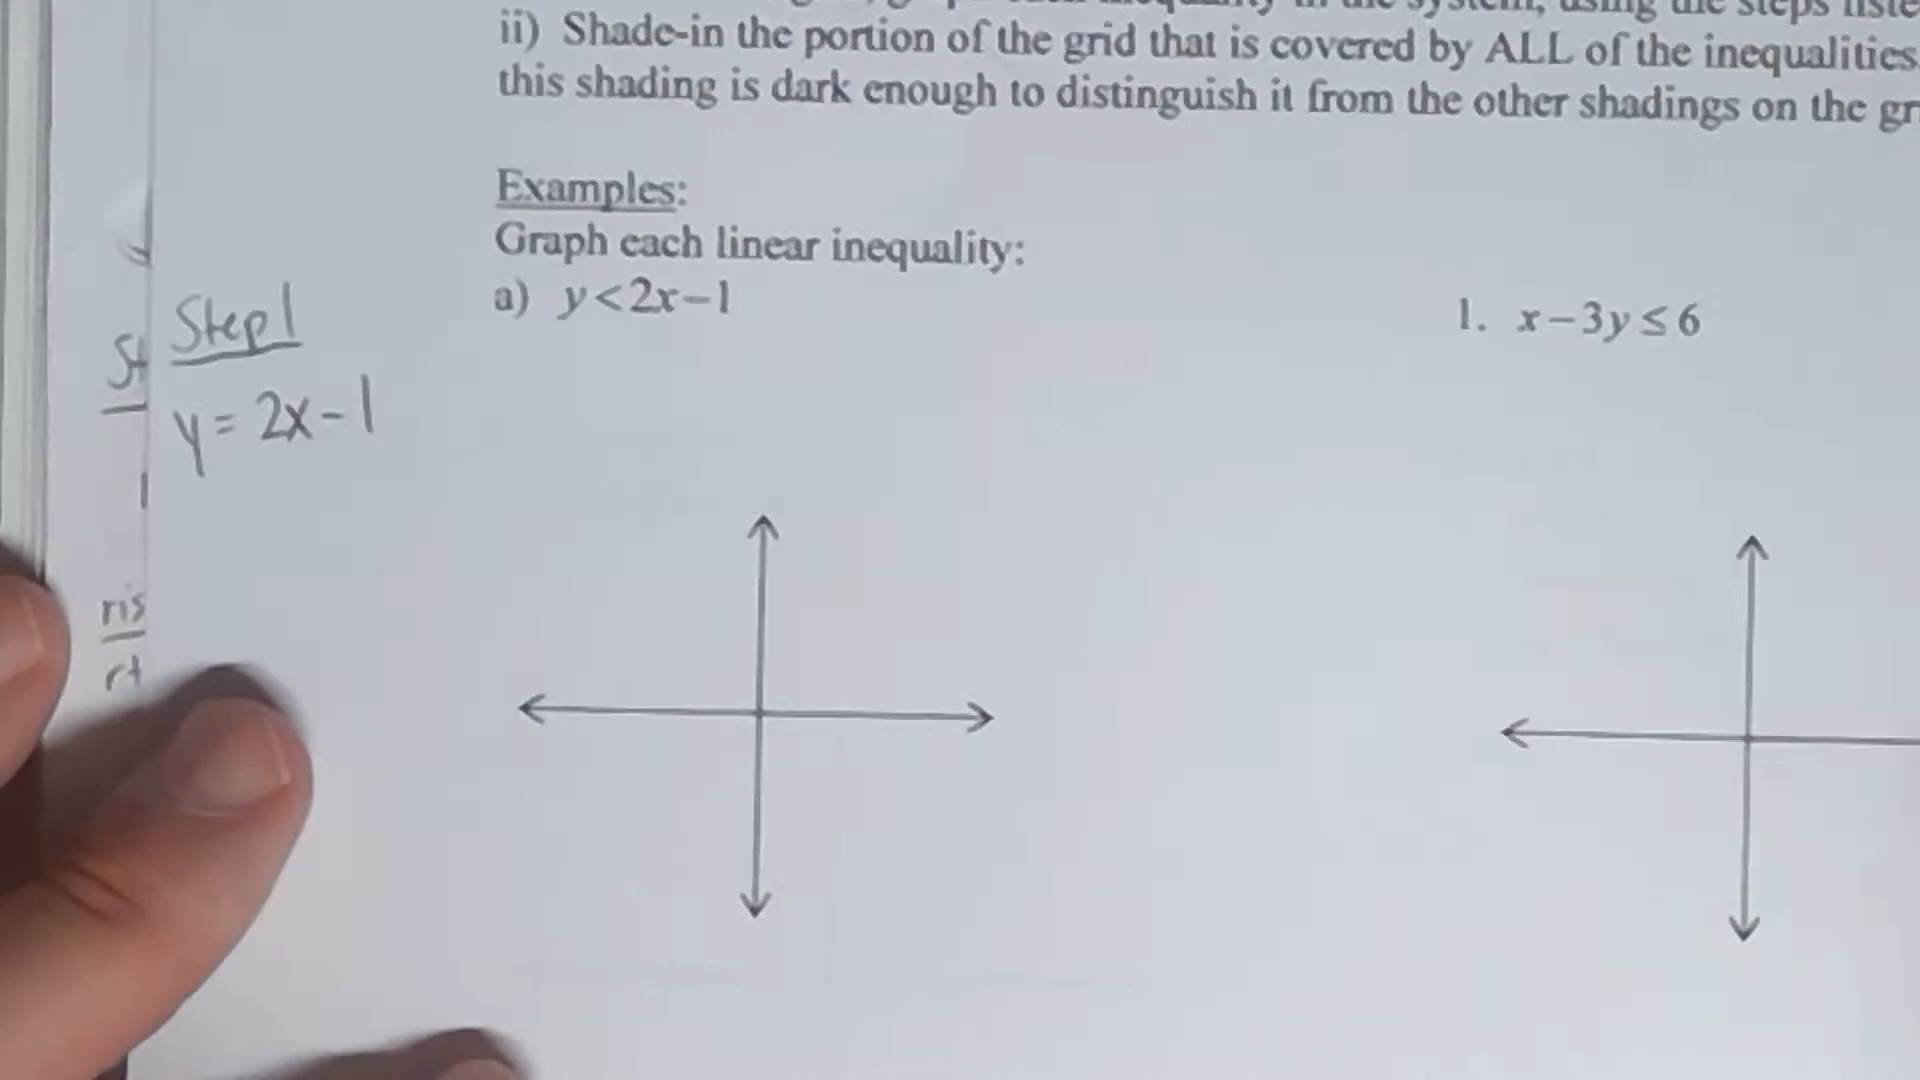 ii) Shade-in the portion of the grid that is covered by ALL of the inequalities
this shading is dark enough to distinguish it from the other shadings on the
Examples:
Graph each linear inequality:
a) y<2x−1
1. x−3y≤6
Step 1
y = 2x - 1